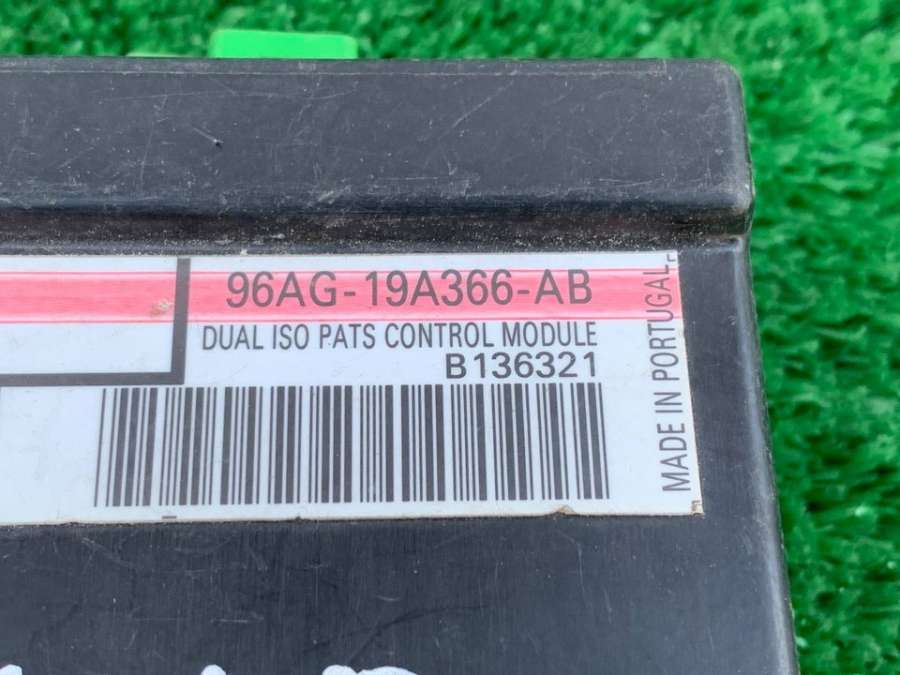 96AG-19A366-AB
DUAL ISO PATS CONTROL MODULE
B136321
MADE IN PORTUGAL